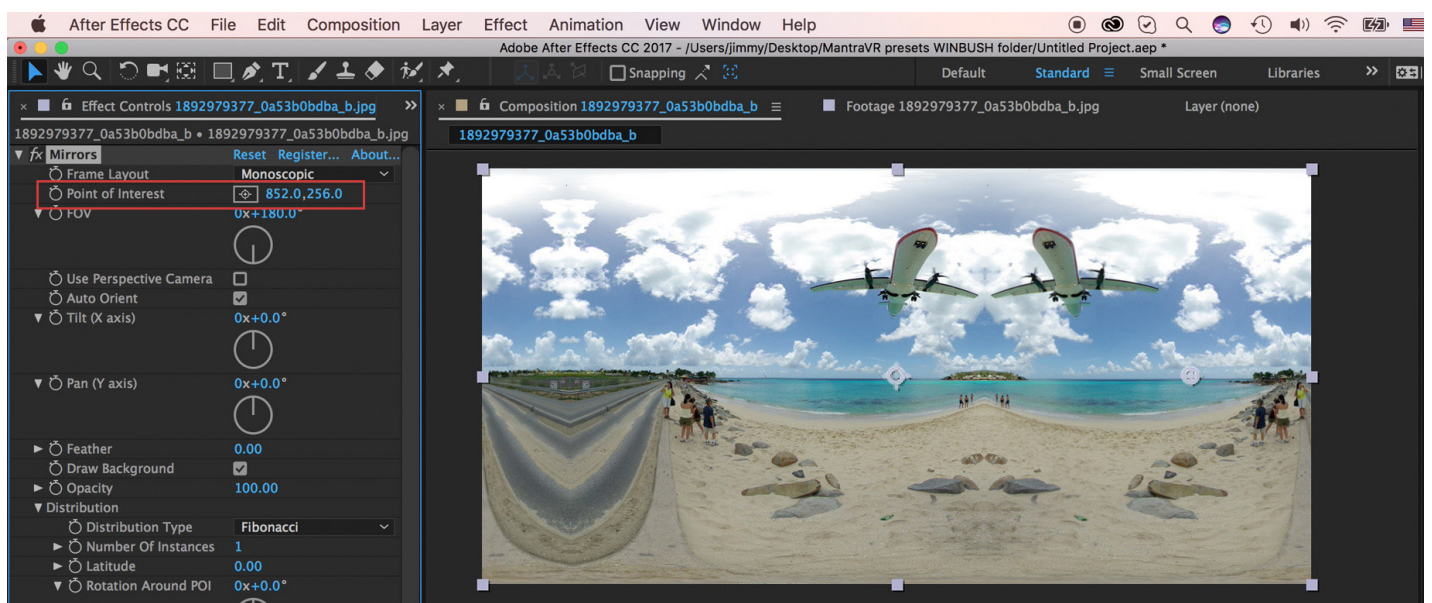 After Effects CC File Edit Composition Layer Effect Animation View Window Help
Adobe After Effects CC 2017 - /Users/jimmy/Desktop/MantraVR presets WINBUSH folder/Untitled Project.aep *
T Snapping Default Standard Small Screen Libraries >>
× Effect Controls 1892979377_0a53b0bdba_b.jpg >>
× Composition 1892979377_0a53b0bdba_b Footage 1892979377_0a53b0bdba_b.jpg Layer (none)
1892979377_0a53b0bdba_b • 1892979377_0a53b0bdba_b.jpg
1892979377_0a53b0bdba_b
fx Mirrors Reset Register... About...
Frame Layout Monoscopic
Point of Interest 852.0,256.0
FOV 0x+180.0°
Use Perspective Camera
Auto Orient
Tilt (X axis) 0x+0.0°
Pan (Y axis) 0x+0.0°
Feather 0.00
Draw Background
Opacity 100.00
Distribution
Distribution Type Fibonacci
Number Of Instances 1
Latitude 0.00
Rotation Around POI 0x+0.0°